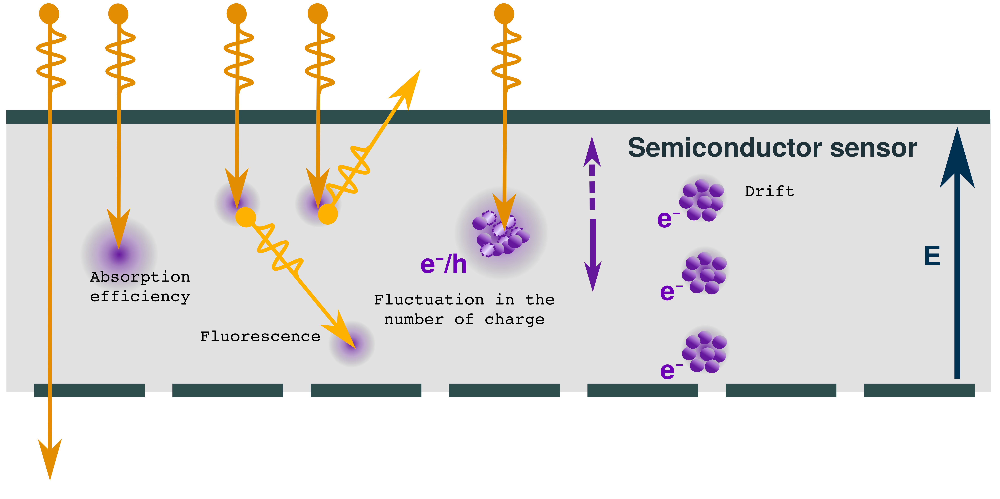 Semiconductor sensor
Drift
e⁻
E
Absorption
efficiency
e⁻/h
e⁻
Fluctuation in the
number of charge
Fluorescence
e⁻